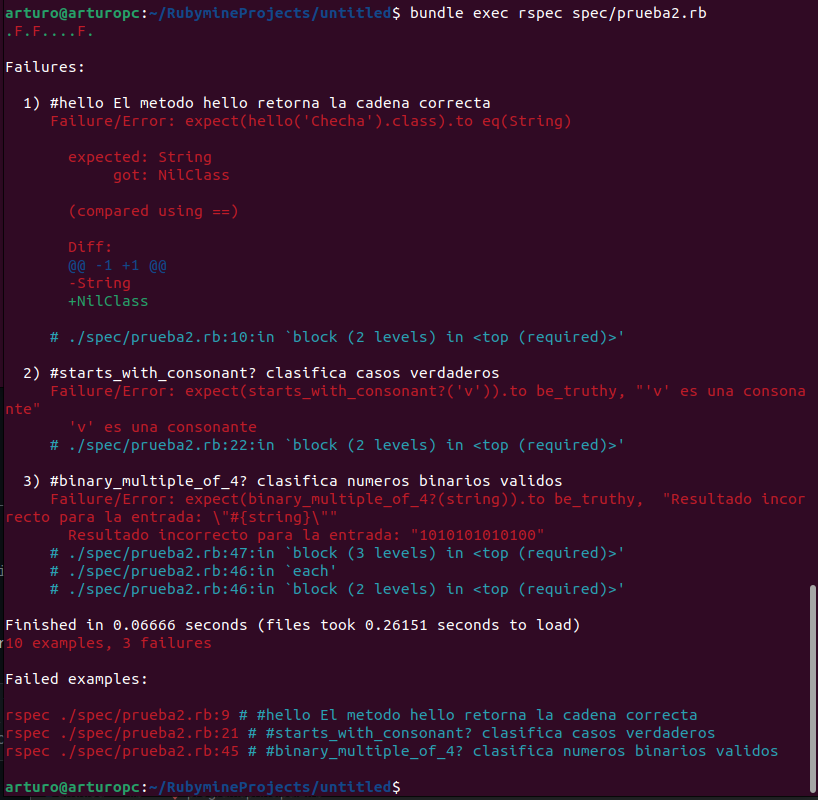 arturo@arturopc:~/RubymineProjects/untitled$ bundle exec rspec spec/prueba2.rb
.F.F....F.
Failures:
1) #hello El metodo hello retorna la cadena correcta
Failure/Error: expect(hello('Checha').class).to eq(String)
expected: String
got: NilClass
(compared using ==)
Diff:
@@ -1 +1 @@
-String
+NilClass
# ./spec/prueba2.rb:10:in `block (2 levels) in <top (required)>'
2) #starts_with_consonant? clasifica casos verdaderos
Failure/Error: expect(starts_with_consonant?('v')).to be_truthy, "'v' es una consona
nte"
'v' es una consonante
# ./spec/prueba2.rb:22:in `block (2 levels) in <top (required)>'
3) #binary_multiple_of_4? clasifica numeros binarios validos
Failure/Error: expect(binary_multiple_of_4?(string)).to be_truthy,  "Resultado incor
recto para la entrada: \"#{string}\""
Resultado incorrecto para la entrada: "1010101010100"
# ./spec/prueba2.rb:47:in `block (3 levels) in <top (required)>'
# ./spec/prueba2.rb:46:in `each'
# ./spec/prueba2.rb:46:in `block (2 levels) in <top (required)>'
Finished in 0.06666 seconds (files took 0.26151 seconds to load)
10 examples, 3 failures
Failed examples:
rspec ./spec/prueba2.rb:9 # #hello El metodo hello retorna la cadena correcta
rspec ./spec/prueba2.rb:21 # #starts_with_consonant? clasifica casos verdaderos
rspec ./spec/prueba2.rb:45 # #binary_multiple_of_4? clasifica numeros binarios validos
arturo@arturopc:~/RubymineProjects/untitled$